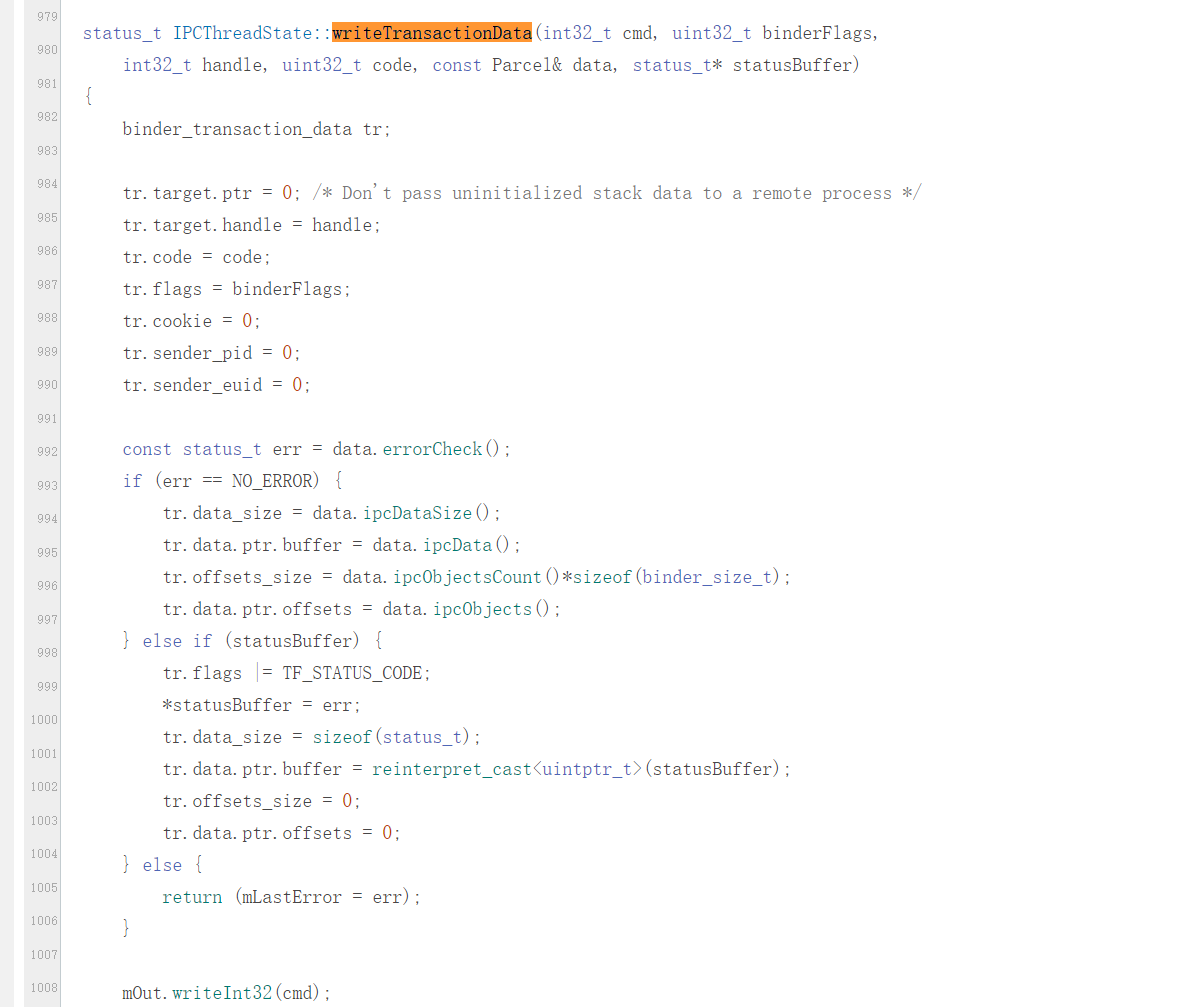 979
status_t IPCThreadState::writeTransactionData(int32_t cmd, uint32_t binderFlags,
980
int32_t handle, uint32_t code, const Parcel& data, status_t* statusBuffer)
981
{
982
binder_transaction_data tr;
983
984
tr.target.ptr = 0; /* Don't pass uninitialized stack data to a remote process */
985
tr.target.handle = handle;
986
tr.code = code;
987
tr.flags = binderFlags;
988
tr.cookie = 0;
989
tr.sender_pid = 0;
990
tr.sender_euid = 0;
991
992
const status_t err = data.errorCheck();
993
if (err == NO_ERROR) {
994
tr.data_size = data.ipcDataSize();
995
tr.data.ptr.buffer = data.ipcData();
996
tr.offsets_size = data.ipcObjectsCount()*sizeof(binder_size_t);
997
tr.data.ptr.offsets = data.ipcObjects();
998
} else if (statusBuffer) {
999
tr.flags |= TF_STATUS_CODE;
1000
*statusBuffer = err;
1001
tr.data_size = sizeof(status_t);
1002
tr.data.ptr.buffer = reinterpret_cast<uintptr_t>(statusBuffer);
1003
tr.offsets_size = 0;
1004
tr.data.ptr.offsets = 0;
1005
} else {
1006
return (mLastError = err);
1007
}
1008
mOut.writeInt32(cmd);